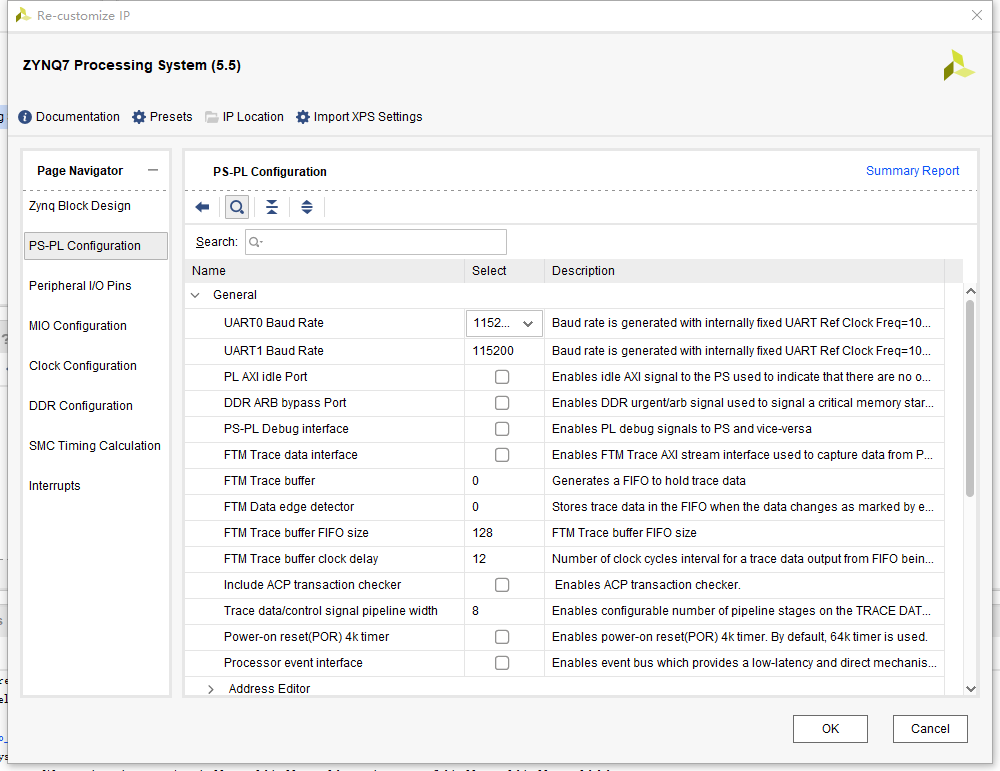 Re-customize IP
ZYNQ7 Processing System (5.5)
Documentation Presets IP Location Import XPS Settings
Page Navigator
Zynq Block Design
PS-PL Configuration
Peripheral I/O Pins
MIO Configuration
Clock Configuration
DDR Configuration
SMC Timing Calculation
Interrupts
PS-PL Configuration Summary Report
Search:
Name Select Description
General
UART0 Baud Rate 1152... Baud rate is generated with internally fixed UART Ref Clock Freq=10...
UART1 Baud Rate 115200 Baud rate is generated with internally fixed UART Ref Clock Freq=10...
PL AXI idle Port Enables idle AXI signal to the PS used to indicate that there are no o...
DDR ARB bypass Port Enables DDR urgent/arb signal used to signal a critical memory star...
PS-PL Debug interface Enables PL debug signals to PS and vice-versa
FTM Trace data interface Enables FTM Trace AXI stream interface used to capture data from P...
FTM Trace buffer 0 Generates a FIFO to hold trace data
FTM Data edge detector 0 Stores trace data in the FIFO when the data changes as marked by e...
FTM Trace buffer FIFO size 128 FTM Trace buffer FIFO size
FTM Trace buffer clock delay 12 Number of clock cycles interval for a trace data output from FIFO bein...
Include ACP transaction checker Enables ACP transaction checker.
Trace data/control signal pipeline width 8 Enables configurable number of pipeline stages on the TRACE DAT...
Power-on reset(POR) 4k timer Enables power-on reset(POR) 4k timer. By default, 64k timer is used.
Processor event interface Enables event bus which provides a low-latency and direct mechanis...
Address Editor
OK Cancel